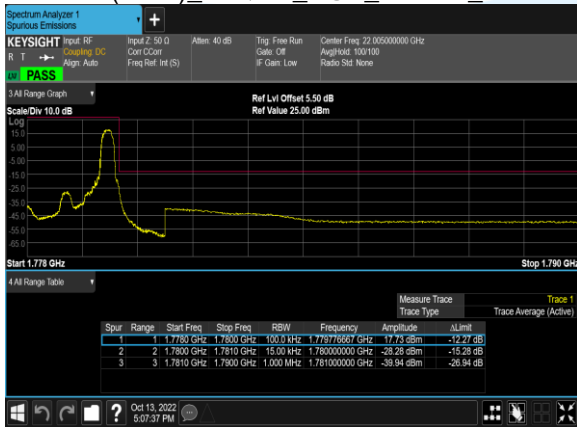 Spectrum Analyzer 1
Spurious Emissions
+
KEYSIGHT Input: RF Input Z: 50 Ω Atten: 40 dB Trig: Free Run Center Freq: 22.005000000 GHz
R T Coupling: DC Corr CCorr Gate: Off Avg|Hold: 100/100
Align: Auto Freq Ref: Int (S) IF Gain: Low Radio Std: None
PASS
3 All Range Graph
Ref Lvl Offset 5.50 dB
Scale/Div 10.0 dB Ref Value 25.00 dBm
Log
15.0
5.00
-5.00
-15.0
-25.0
-35.0
-45.0
-55.0
-65.0
Start 1.778 GHz Stop 1.790 GHz
4 All Range Table
Measure Trace Trace 1
Trace Type Trace Average (Active)
Spur Range Start Freq Stop Freq RBW Frequency Amplitude ΔLimit
1 1 1.7780 GHz 1.7800 GHz 100.0 kHz 1.779776667 GHz 17.73 dBm -12.27 dB
2 2 1.7800 GHz 1.7810 GHz 15.00 kHz 1.780000000 GHz -28.28 dBm -15.28 dB
3 3 1.7810 GHz 1.7900 GHz 1.000 MHz 1.781000000 GHz -39.94 dBm -26.94 dB
? Oct 13, 2022
5:07:37 PM